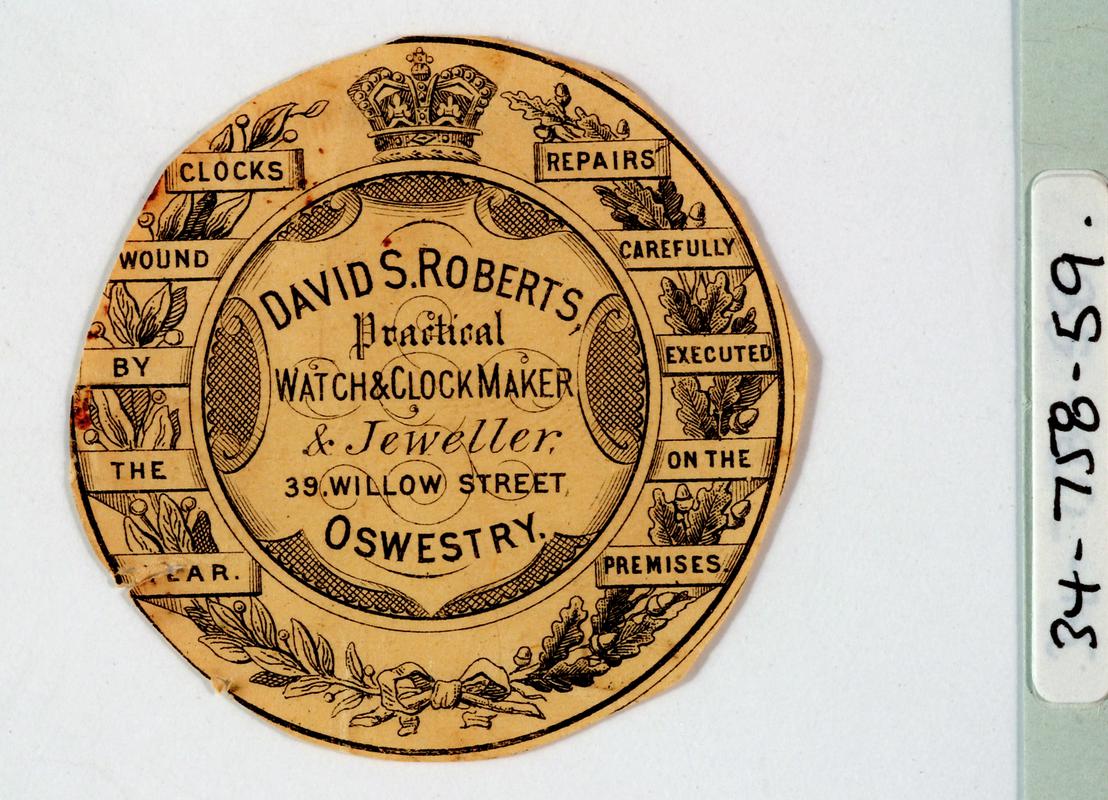 CLOCKS
WOUND
BY
THE
EAR.
DAVID S. ROBERTS,
Practical
WATCH & CLOCK MAKER
& Jeweller,
39. WILLOW STREET
OSWESTRY.
REPAIRS
CAREFULLY
EXECUTED
ON THE
PREMISES.
34-758-59.